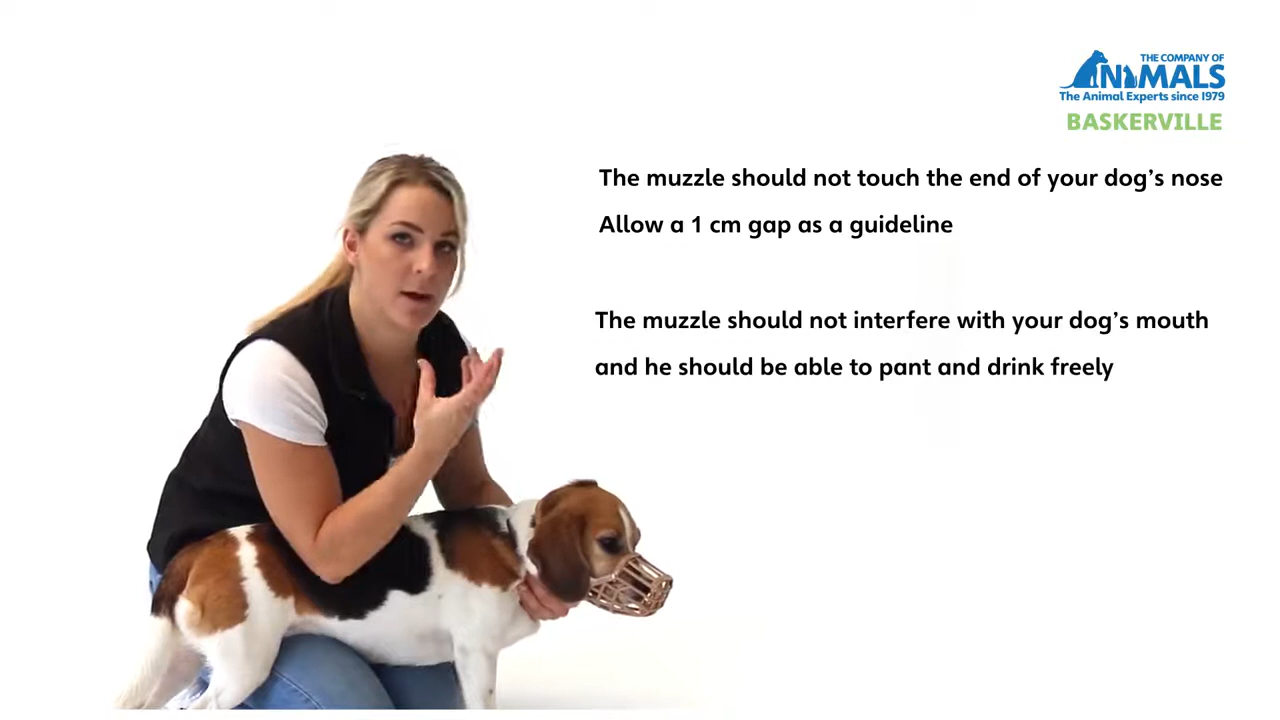 THE COMPANY OF
ANIMALS
The Animal Experts since 1979
BASKERVILLE
The muzzle should not touch the end of your dog’s nose
Allow a 1 cm gap as a guideline
The muzzle should not interfere with your dog’s mouth
and he should be able to pant and drink freely